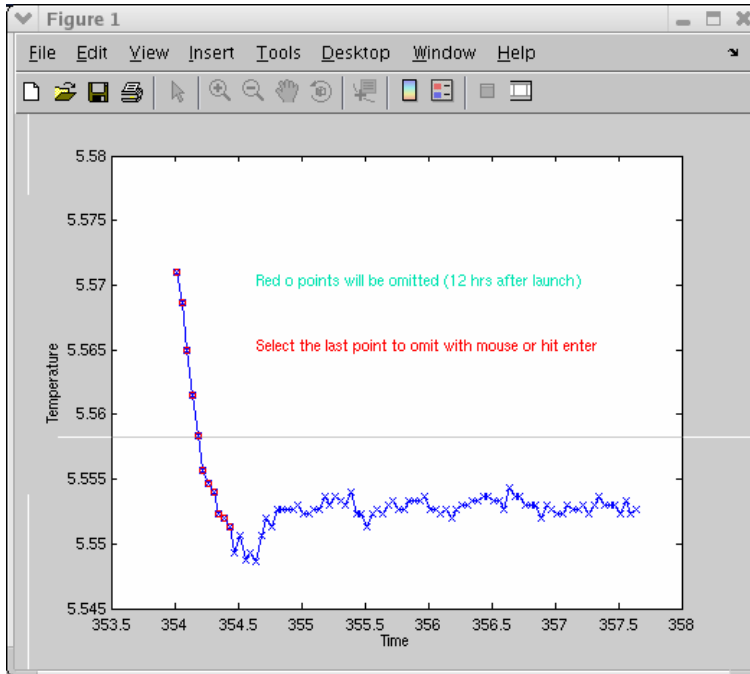 Figure 1
File Edit View Insert Tools Desktop Window Help
5.58
5.575
5.57
5.565
5.56
5.555
5.55
5.545
Temperature
Red o points will be omitted (12 hrs after launch)
Select the last point to omit with mouse or hit enter
353.5 354 354.5 355 355.5 356 356.5 357 357.5 358
Time